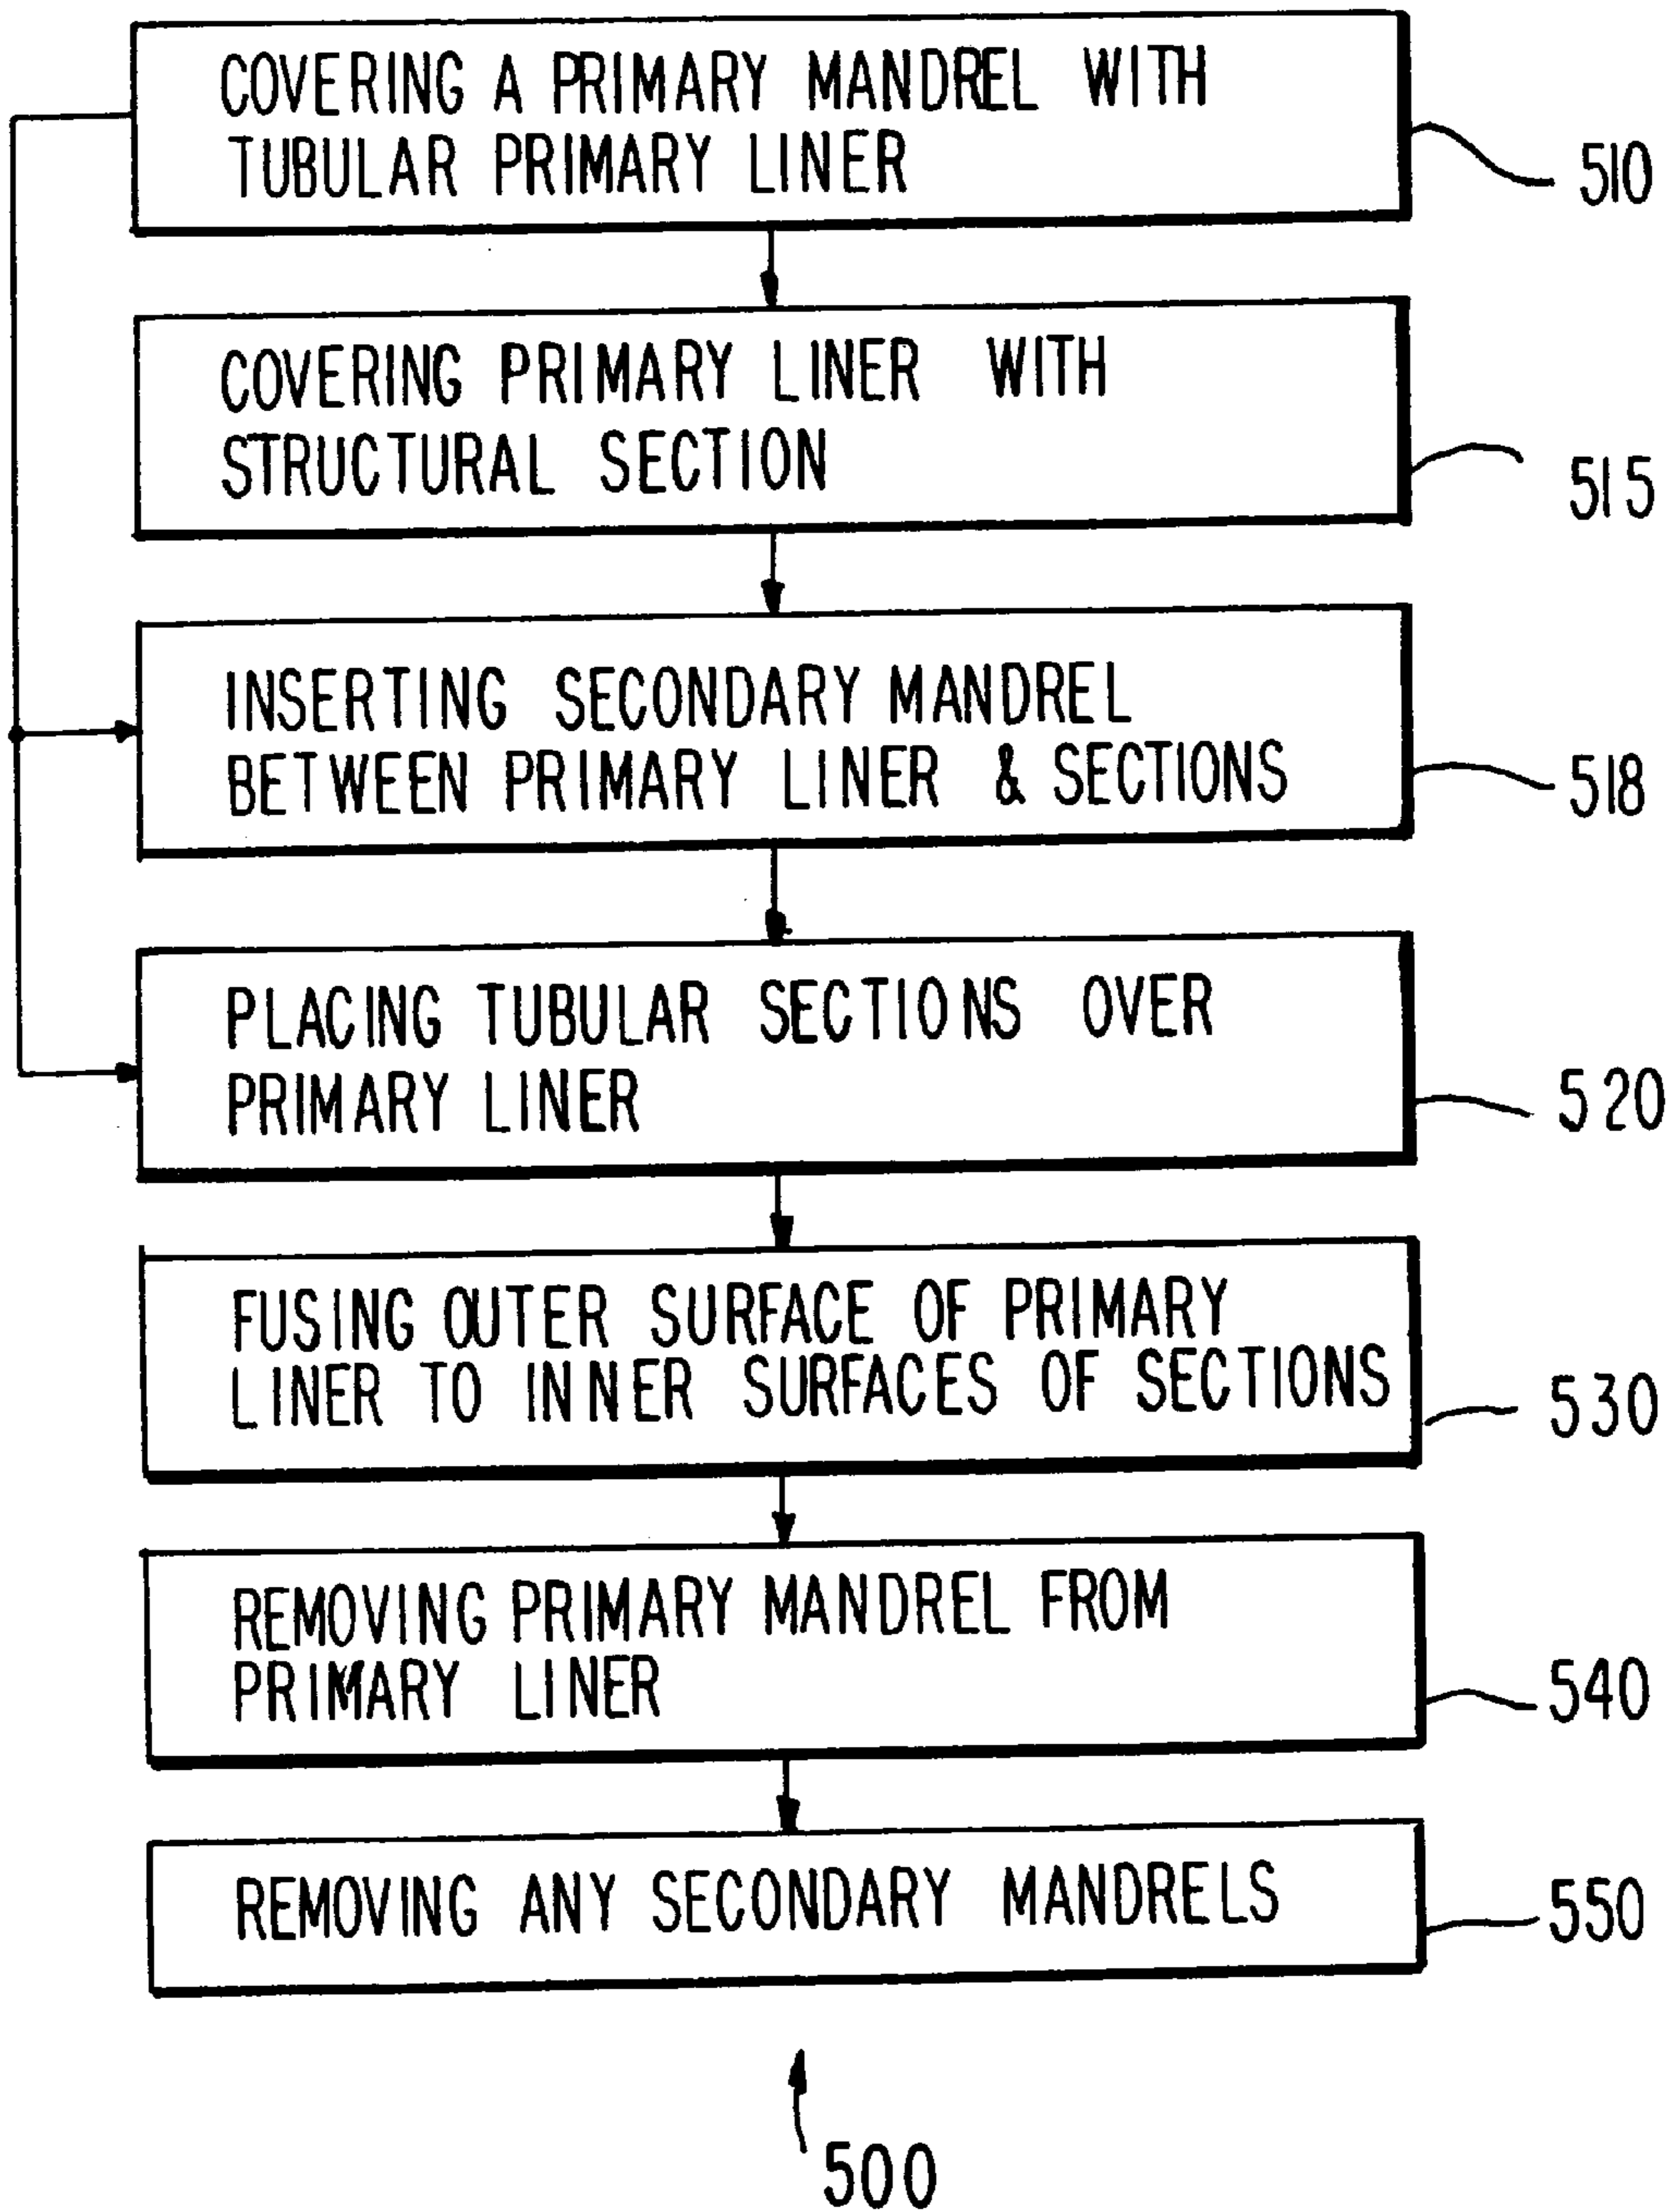 COVERING A PRIMARY MANDREL WITH
TUBULAR PRIMARY LINER
510
COVERING PRIMARY LINER WITH
STRUCTURAL SECTION
515
INSERTING SECONDARY MANDREL
BETWEEN PRIMARY LINER & SECTIONS
518
PLACING TUBULAR SECTIONS OVER
PRIMARY LINER
520
FUSING OUTER SURFACE OF PRIMARY
LINER TO INNER SURFACES OF SECTIONS
530
REMOVING PRIMARY MANDREL FROM
PRIMARY LINER
540
REMOVING ANY SECONDARY MANDRELS
550
500